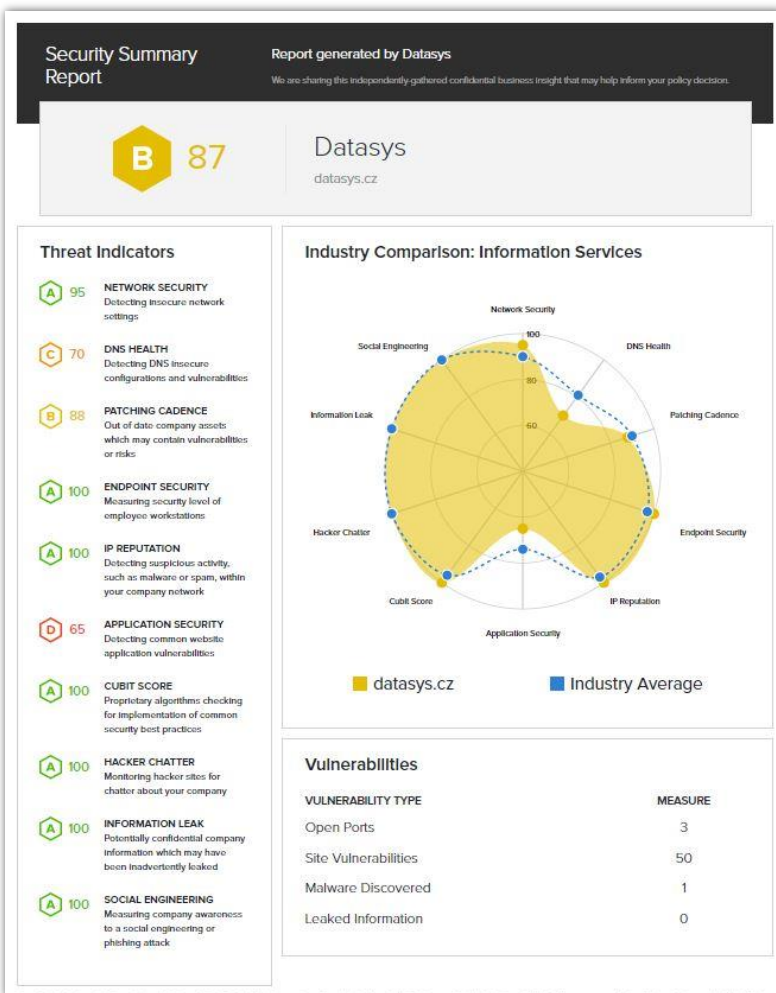 Security Summary
Report
Report generated by Datasys
We are sharing this independently-gathered confidential business insight that may help inform your policy decision.
B 87
Datasys
datasys.cz
Threat Indicators
A 95 NETWORK SECURITY
Detecting insecure network
settings
C 70 DNS HEALTH
Detecting DNS insecure
configurations and vulnerabilities
B 88 PATCHING CADENCE
Out of date company assets
which may contain vulnerabilities
or risks
A 100 ENDPOINT SECURITY
Measuring security level of
employee workstations
A 100 IP REPUTATION
Detecting suspicious activity,
such as malware or spam, within
your company network
D 65 APPLICATION SECURITY
Detecting common website
application vulnerabilities
A 100 CUBIT SCORE
Proprietary algorithms checking
for implementation of common
security best practices
A 100 HACKER CHATTER
Monitoring hacker sites for
chatter about your company
A 100 INFORMATION LEAK
Potentially confidential company
information which may have
been inadvertently leaked
A 100 SOCIAL ENGINEERING
Measuring company awareness
to a social engineering or
phishing attack
Industry Comparison: Information Services
Network Security
100
Social Engineering
DNS Health
80
Information Leak
Patching Cadence
60
Hacker Chatter
Endpoint Security
Cubit Score
IP Reputation
Application Security
datasys.cz
Industry Average
Vulnerabilities
VULNERABILITY TYPE MEASURE
Open Ports 3
Site Vulnerabilities 50
Malware Discovered 1
Leaked Information 0